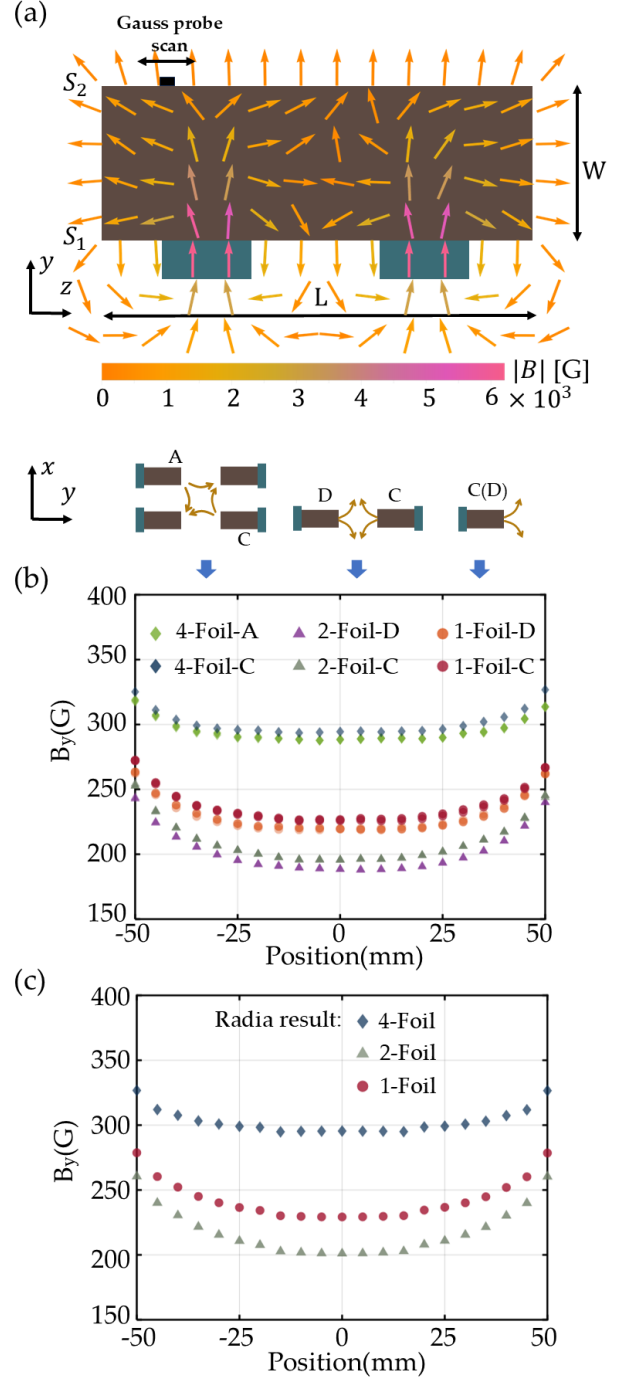 (a)
Gauss probe
scan
S₂
W
S₁
y
z
L
|B| [G]
0 1 2 3 4 5 6 × 10³
x
y
A
C
D C
C(D)
(b)
400
350
300
250
200
150
B_y(G)
4-Foil-A 2-Foil-D 1-Foil-D
4-Foil-C 2-Foil-C 1-Foil-C
-50 -25 0 25 50
Position(mm)
(c)
400
350
300
250
200
150
B_y(G)
Radia result: 4-Foil
2-Foil
1-Foil
-50 -25 0 25 50
Position(mm)